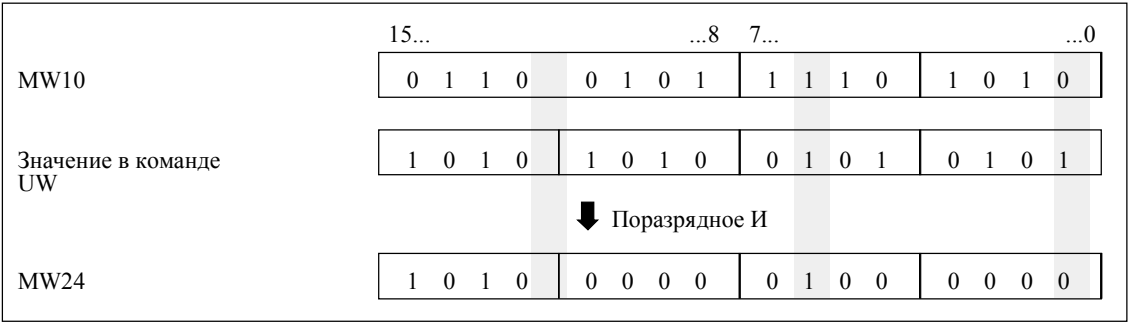 15... ...8 7... ...0
MW10 0 1 1 0 0 1 0 1 1 1 1 0 1 0 1 0
Значение в команде 1 0 1 0 1 0 1 0 0 1 0 1 0 1 0 1
UW
Поразрядное И
MW24 1 0 1 0 0 0 0 0 0 1 0 0 0 0 0 0